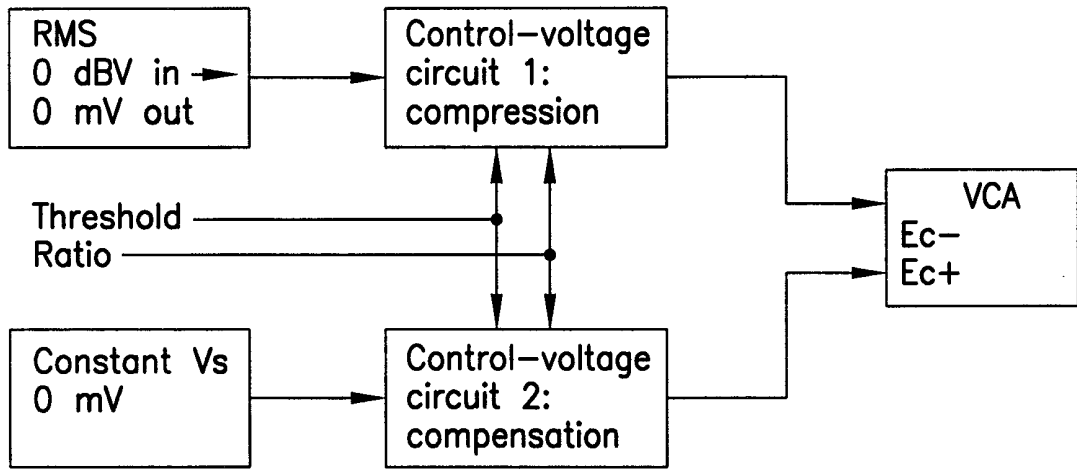 RMS
0 dBV in
0 mV out
Control-voltage
circuit 1:
compression
Threshold
Ratio
VCA
Ec-
Ec+
Constant Vs
0 mV
Control-voltage
circuit 2:
compensation